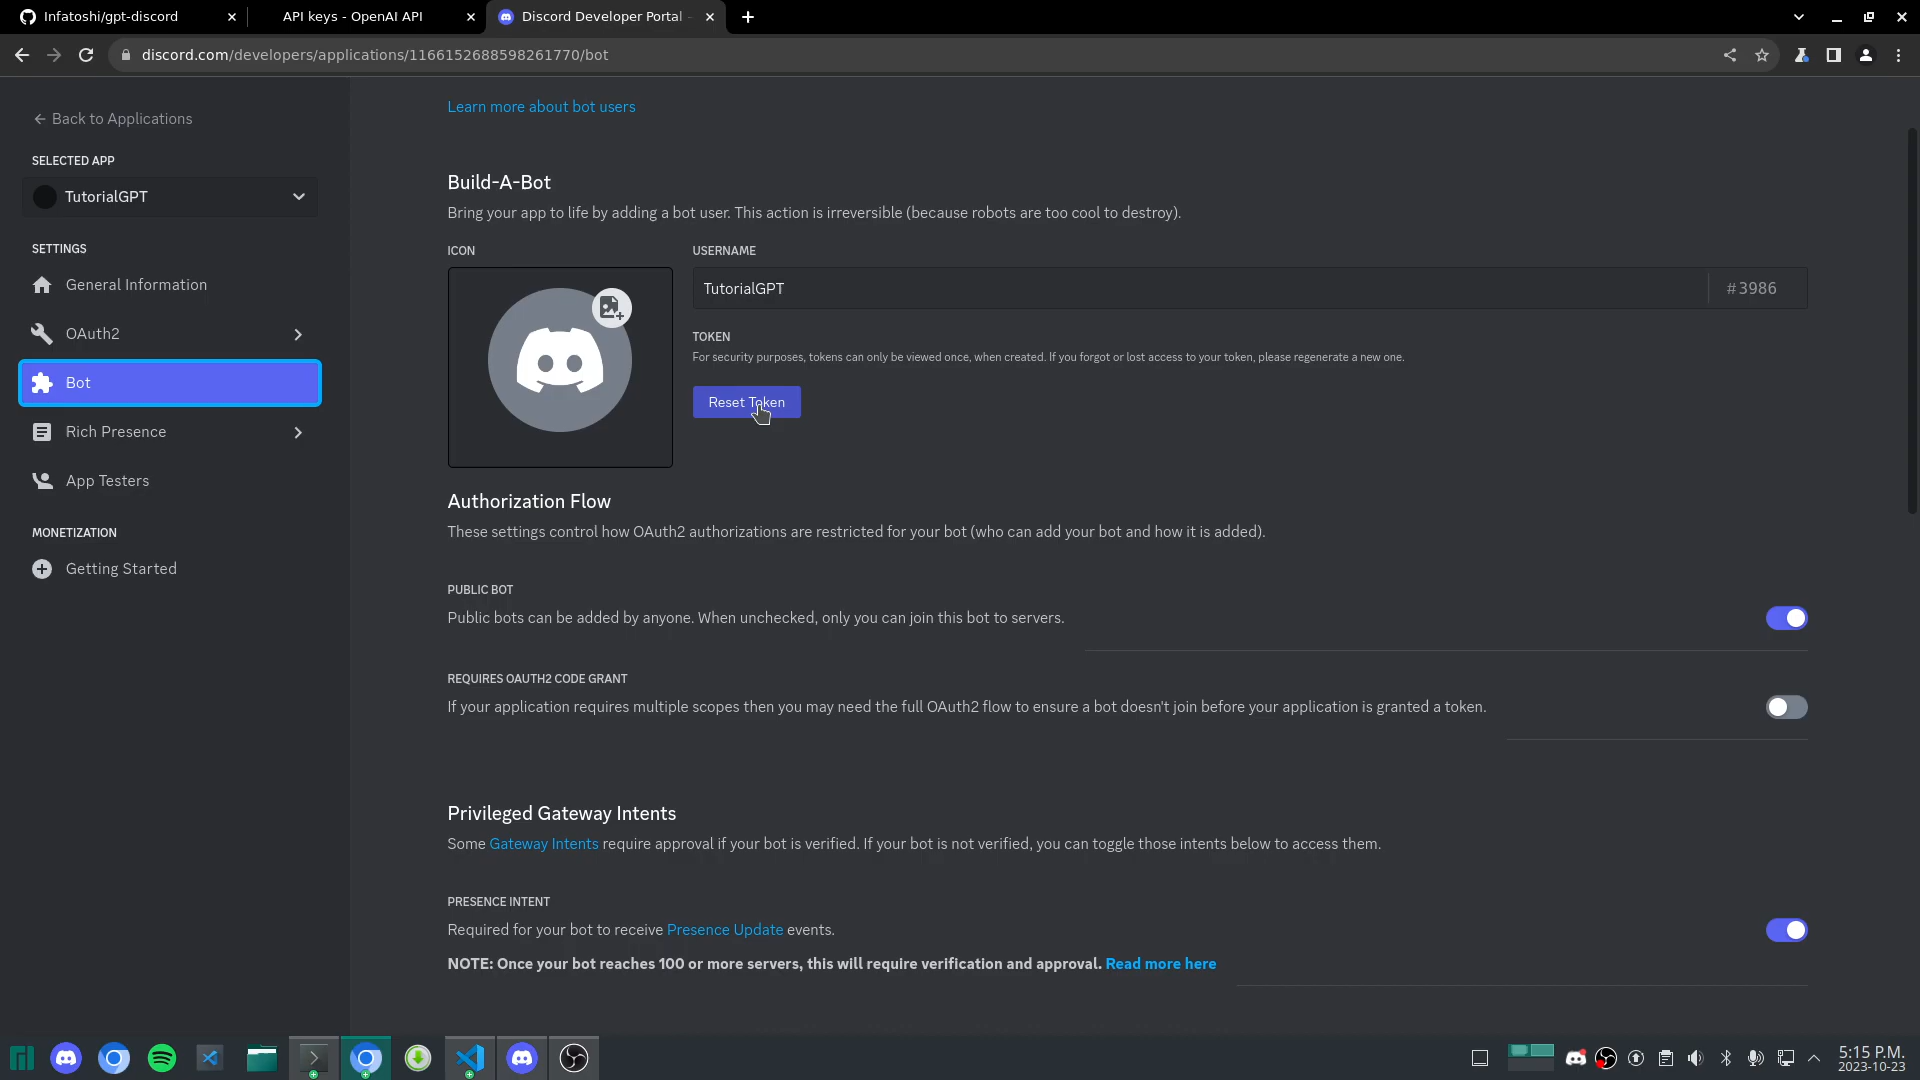 Infatoshi/gpt-discord
API keys - OpenAI API
Discord Developer Portal -
discord.com/developers/applications/1166152688598261770/bot
Back to Applications
SELECTED APP
TutorialGPT
SETTINGS
General Information
OAuth2
Bot
Rich Presence
App Testers
MONETIZATION
Getting Started
Learn more about bot users
Build-A-Bot
Bring your app to life by adding a bot user. This action is irreversible (because robots are too cool to destroy).
ICON
USERNAME
TutorialGPT
#3986
TOKEN
For security purposes, tokens can only be viewed once, when created. If you forgot or lost access to your token, please regenerate a new one.
Reset Token
Authorization Flow
These settings control how OAuth2 authorizations are restricted for your bot (who can add your bot and how it is added).
PUBLIC BOT
Public bots can be added by anyone. When unchecked, only you can join this bot to servers.
REQUIRES OAUTH2 CODE GRANT
If your application requires multiple scopes then you may need the full OAuth2 flow to ensure a bot doesn't join before your application is granted a token.
Privileged Gateway Intents
Some Gateway Intents require approval if your bot is verified. If your bot is not verified, you can toggle those intents below to access them.
PRESENCE INTENT
Required for your bot to receive Presence Update events.
NOTE: Once your bot reaches 100 or more servers, this will require verification and approval. Read more here
5:15 P.M.
2023-10-23